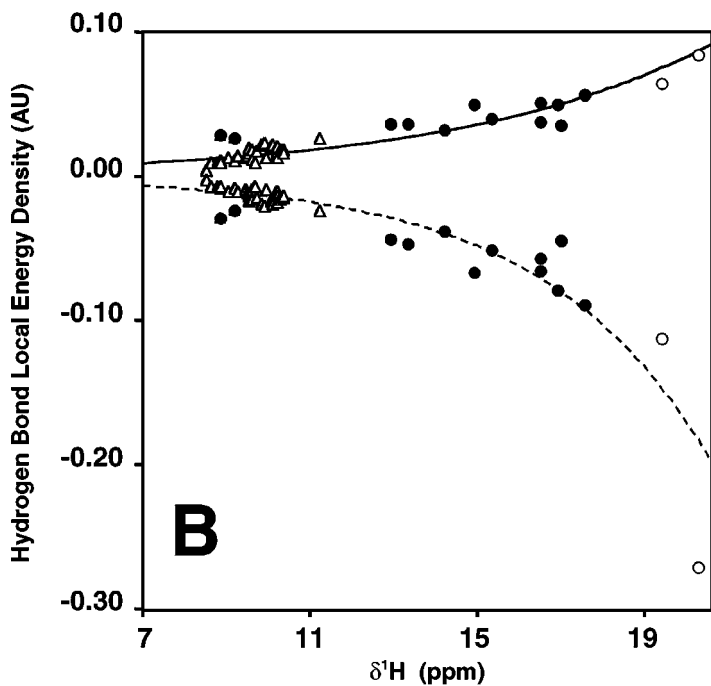 Hydrogen Bond Local Energy Density (AU)
0.10
0.00
-0.10
-0.20
-0.30
B
7 11 15 19
δ¹H (ppm)